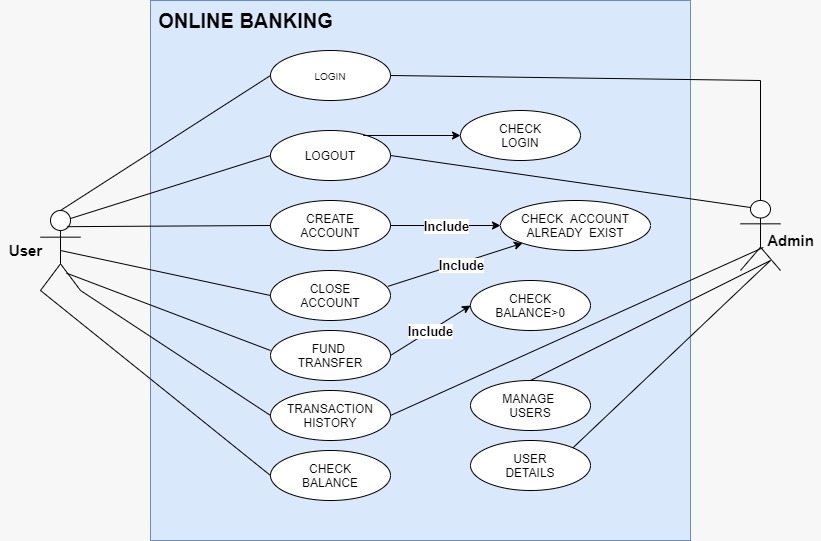 ONLINE BANKING
LOGIN
CHECK
LOGIN
LOGOUT
CREATE
ACCOUNT
Include
CHECK ACCOUNT
ALREADY EXIST
User
Admin
Include
CLOSE
ACCOUNT
CHECK
BALANCE>0
Include
FUND
TRANSFER
TRANSACTION
HISTORY
MANAGE
USERS
CHECK
BALANCE
USER
DETAILS